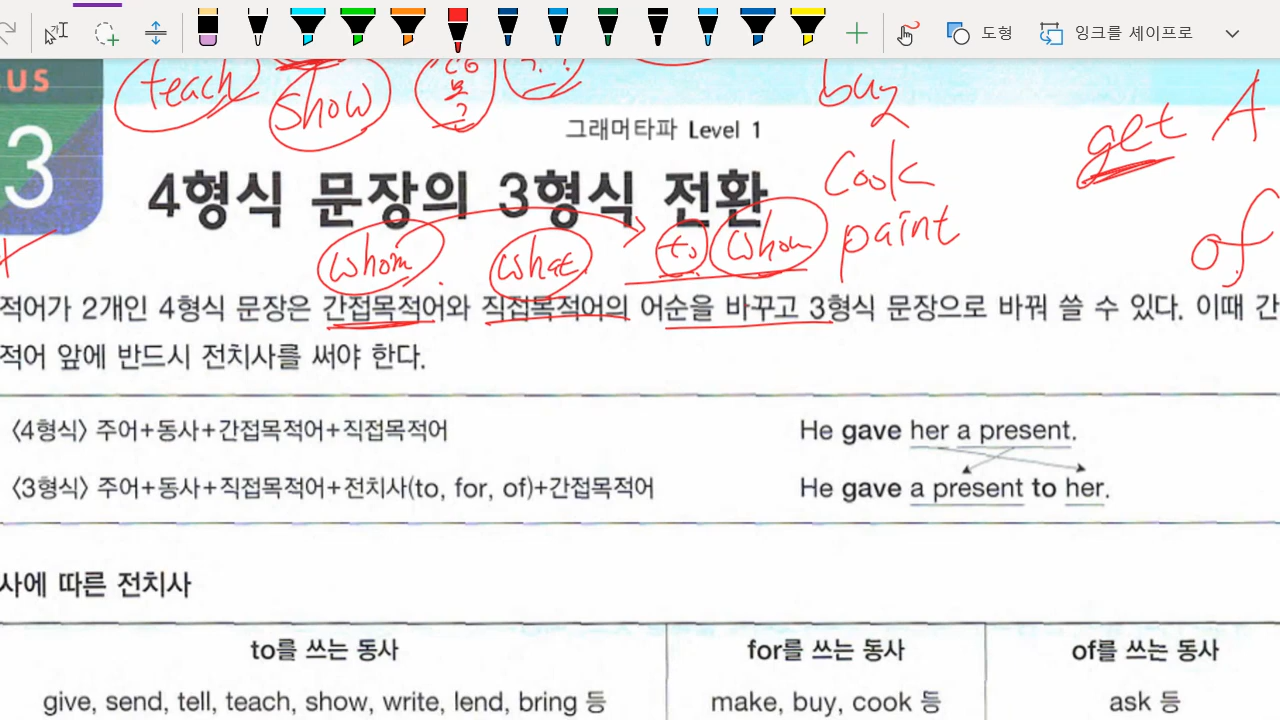 도형
잉크를 셰이프로
US
teach
show
buy
get A
3
그래머타파 Level 1
4형식 문장의 3형식 전환
cook
whom what to whom paint
of
적어가 2개인 4형식 문장은 간접목적어와 직접목적어의 어순을 바꾸고 3형식 문장으로 바꿔 쓸 수 있다. 이때 간
적어 앞에 반드시 전치사를 써야 한다.
〈4형식〉 주어+동사+간접목적어+직접목적어 He gave her a present.
〈3형식〉 주어+동사+직접목적어+전치사(to, for, of)+간접목적어 He gave a present to her.
사에 따른 전치사
to를 쓰는 동사 for를 쓰는 동사 of를 쓰는 동사
give, send, tell, teach, show, write, lend, bring 등 make, buy, cook 등 ask 등